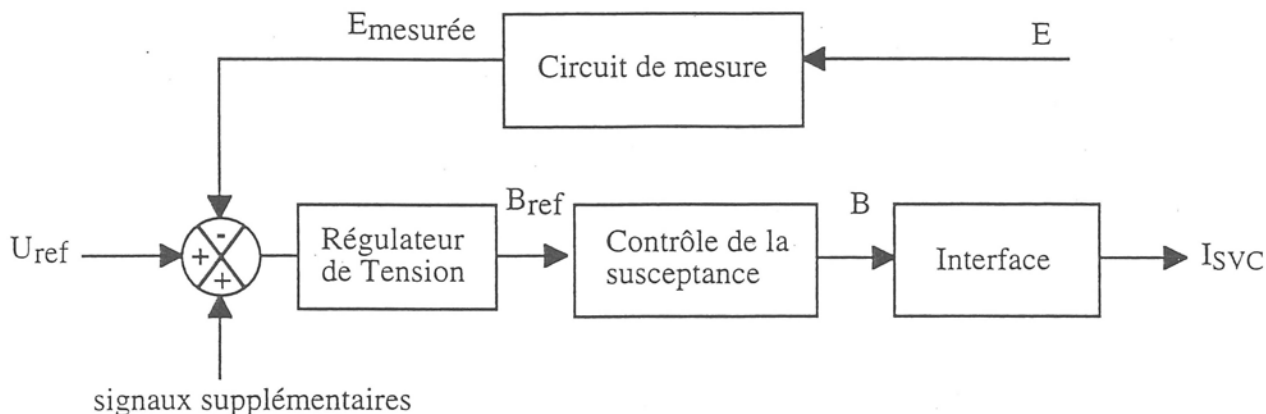 Emesurée
E
Circuit de mesure
Uref
-
+
+
Régulateur
de Tension
Bref
Contrôle de la
susceptance
B
Interface
ISVC
signaux supplémentaires